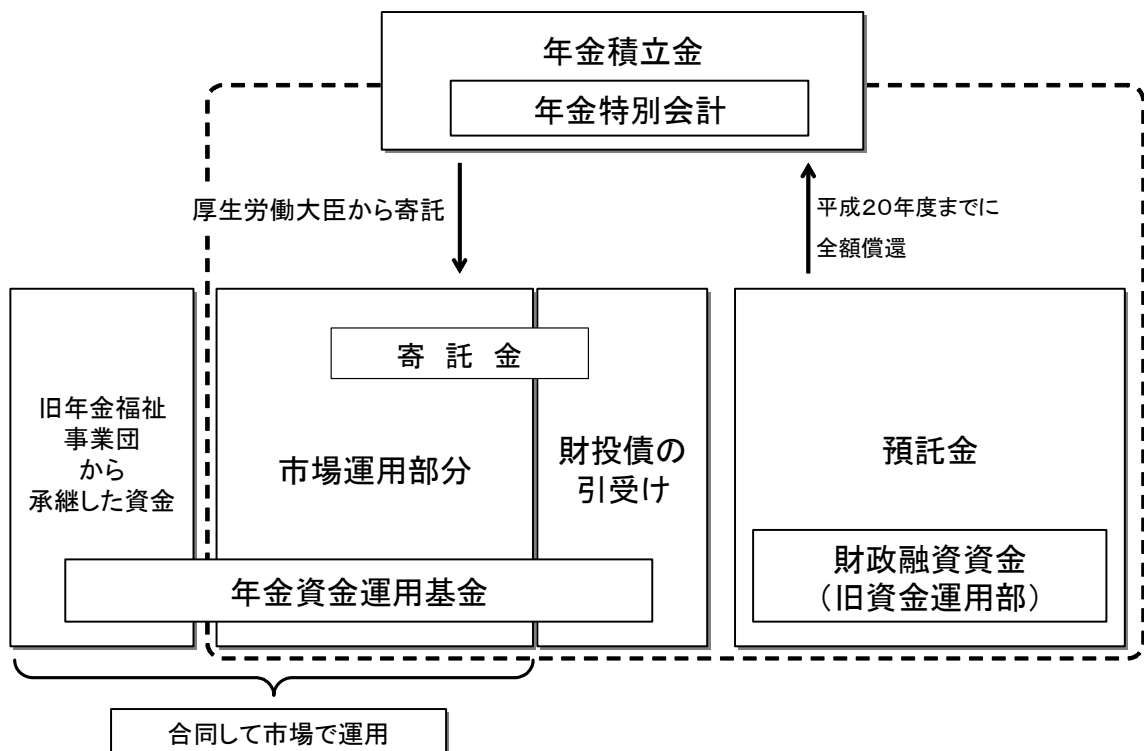 年金積立金
年金特別会計
厚生労働大臣から寄託
平成20年度までに
全額償還
旧年金福祉
事業団
から
承継した資金
寄 託 金
市場運用部分
財投債の
引受け
預託金
年金資金運用基金
財政融資資金
(旧資金運用部)
合同して市場で運用